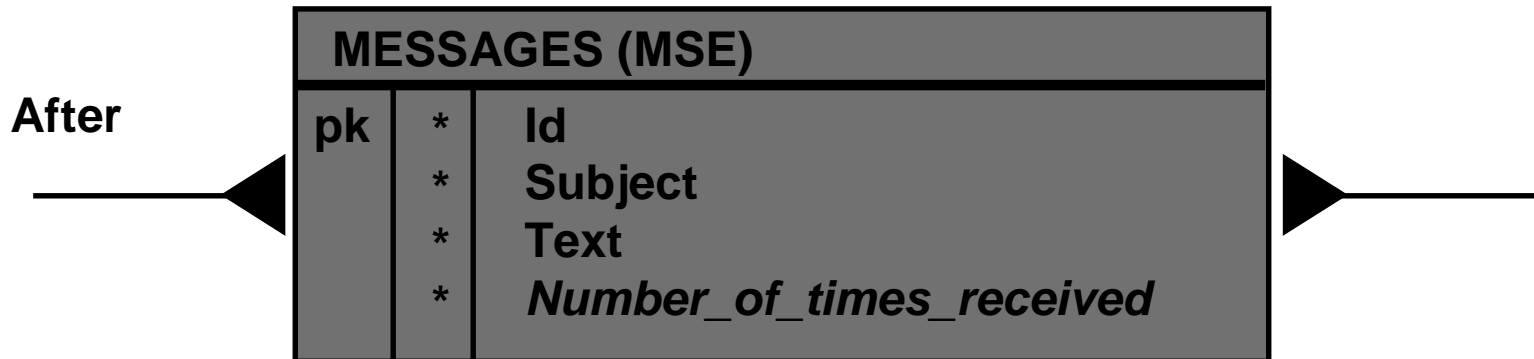 MESSAGES (MSE)
After
pk * Id
* Subject
* Text
* Number_of_times_received